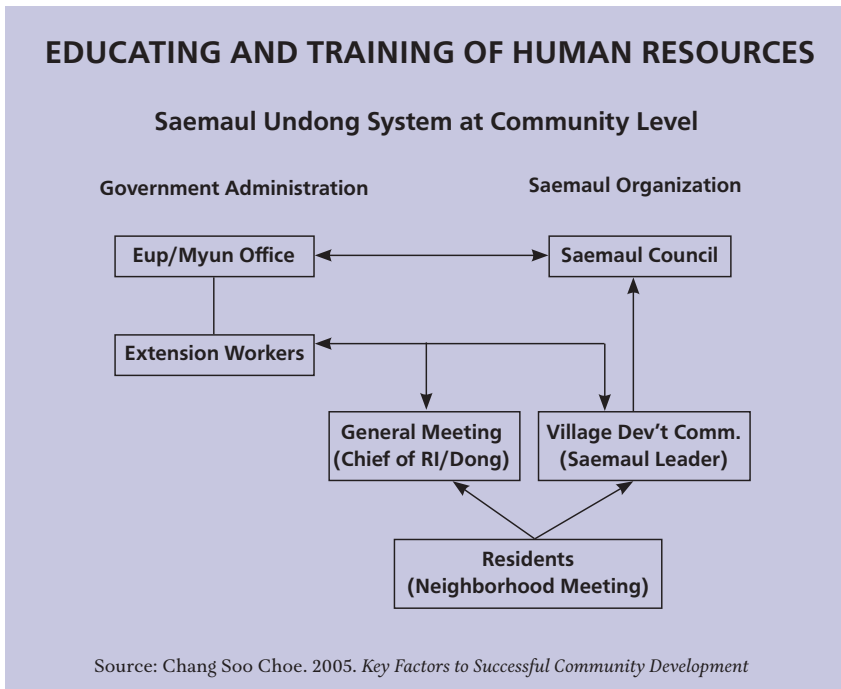 EDUCATING AND TRAINING OF HUMAN RESOURCES
Saemaul Undong System at Community Level
Government Administration
Saemaul Organization
Eup/Myun Office
Saemaul Council
Extension Workers
General Meeting
(Chief of RI/Dong)
Village Dev't Comm.
(Saemaul Leader)
Residents
(Neighborhood Meeting)
Source: Chang Soo Choe. 2005. Key Factors to Successful Community Development